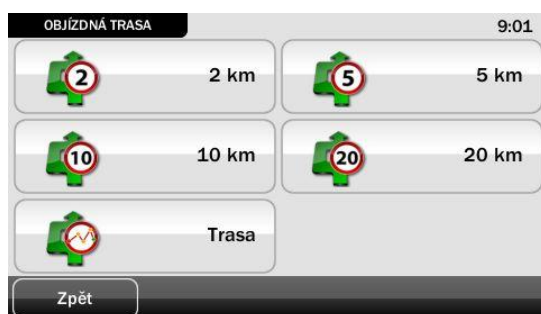 OBJÍZDNÁ TRASA 9:01
2 2 km 5 5 km
10 10 km 20 20 km
Trasa
Zpět